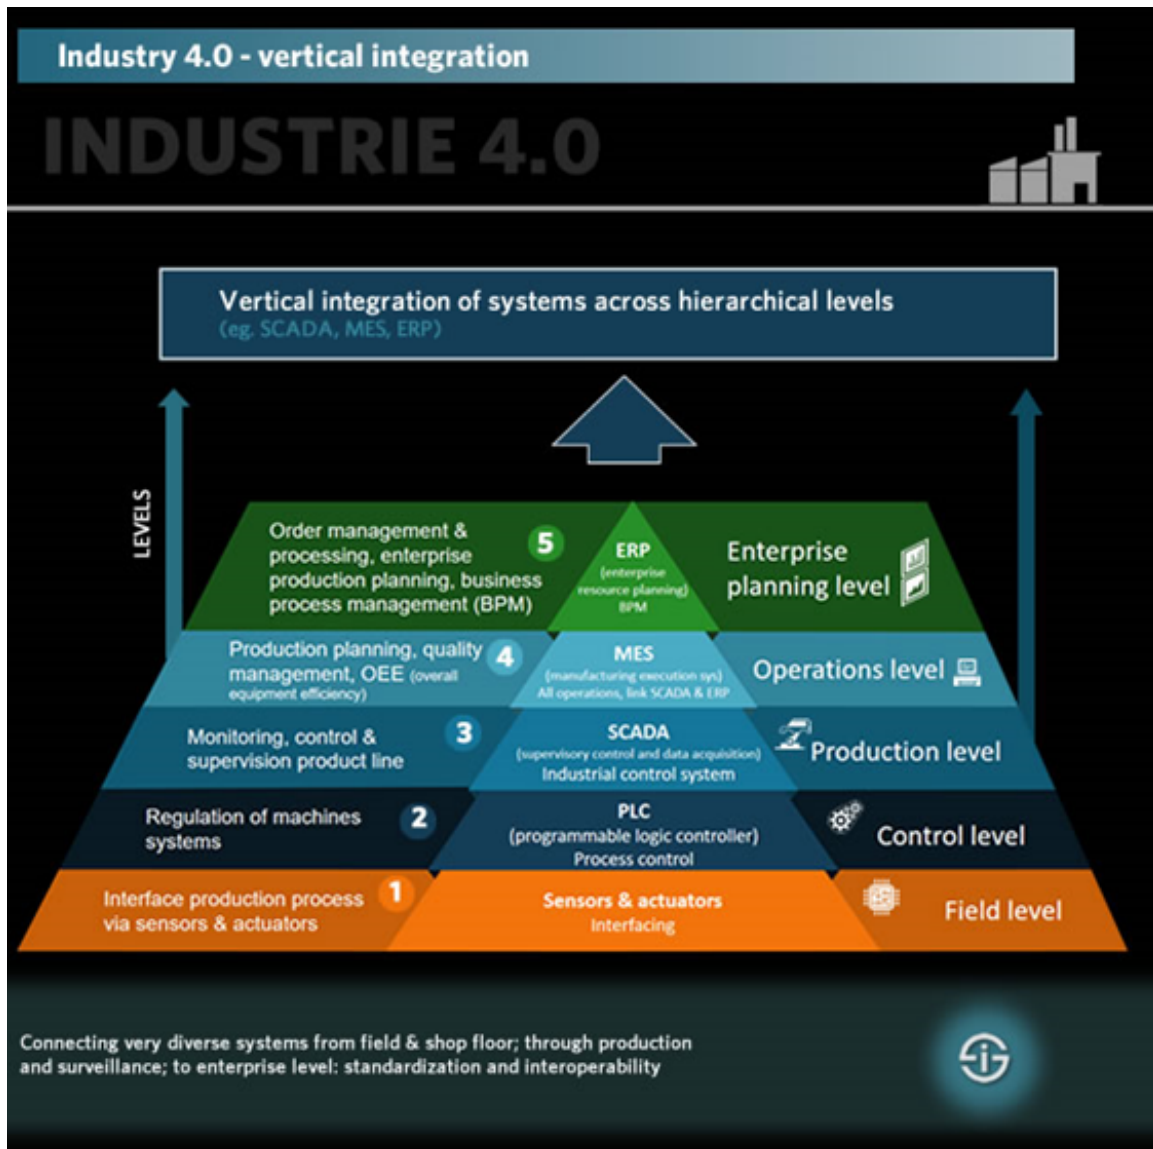 Industry 4.0 - vertical integration
INDUSTRIE 4.0
Vertical integration of systems across hierarchical levels
(eg. SCADA, MES, ERP)
LEVELS
Order management &
processing, enterprise
production planning, business
process management (BPM)
5
ERP
(enterprise
resource planning)
BPM
Enterprise
planning level
Production planning, quality
management, OEE (overall
equipment efficiency)
4
MES
(manufacturing execution sys)
All operations, link SCADA & ERP
Operations level
Monitoring, control &
supervision product line
3
SCADA
(supervisory control and data acquisition)
Industrial control system
Production level
Regulation of machines
systems
2
PLC
(programmable logic controller)
Process control
Control level
Interface production process
via sensors & actuators
1
Sensors & actuators
Interfacing
Field level
Connecting very diverse systems from field & shop floor; through production
and surveillance; to enterprise level: standardization and interoperability